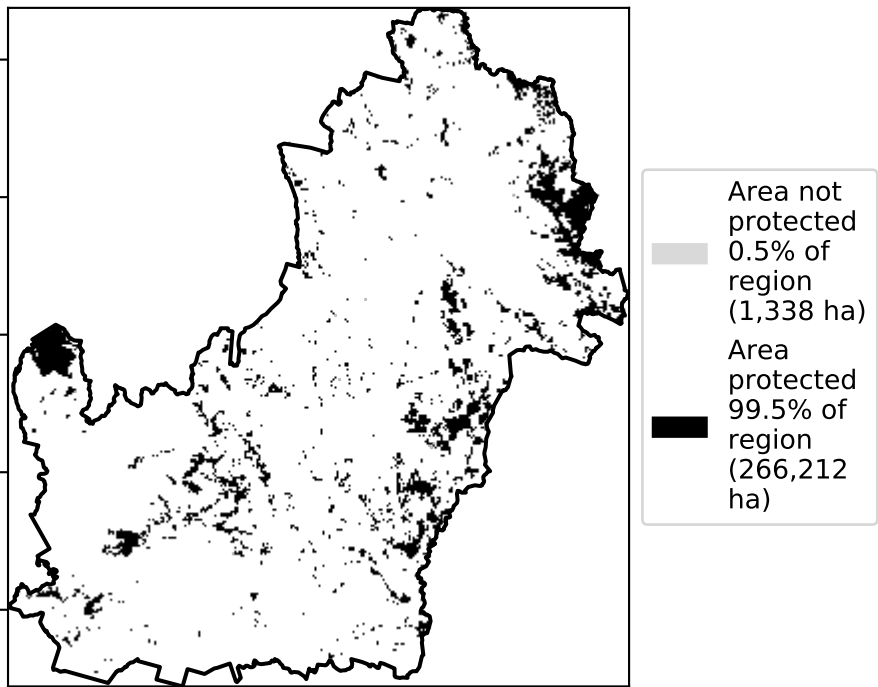 Area not
protected
0.5% of
region
(1,338 ha)
Area
protected
99.5% of
region
(266,212
ha)